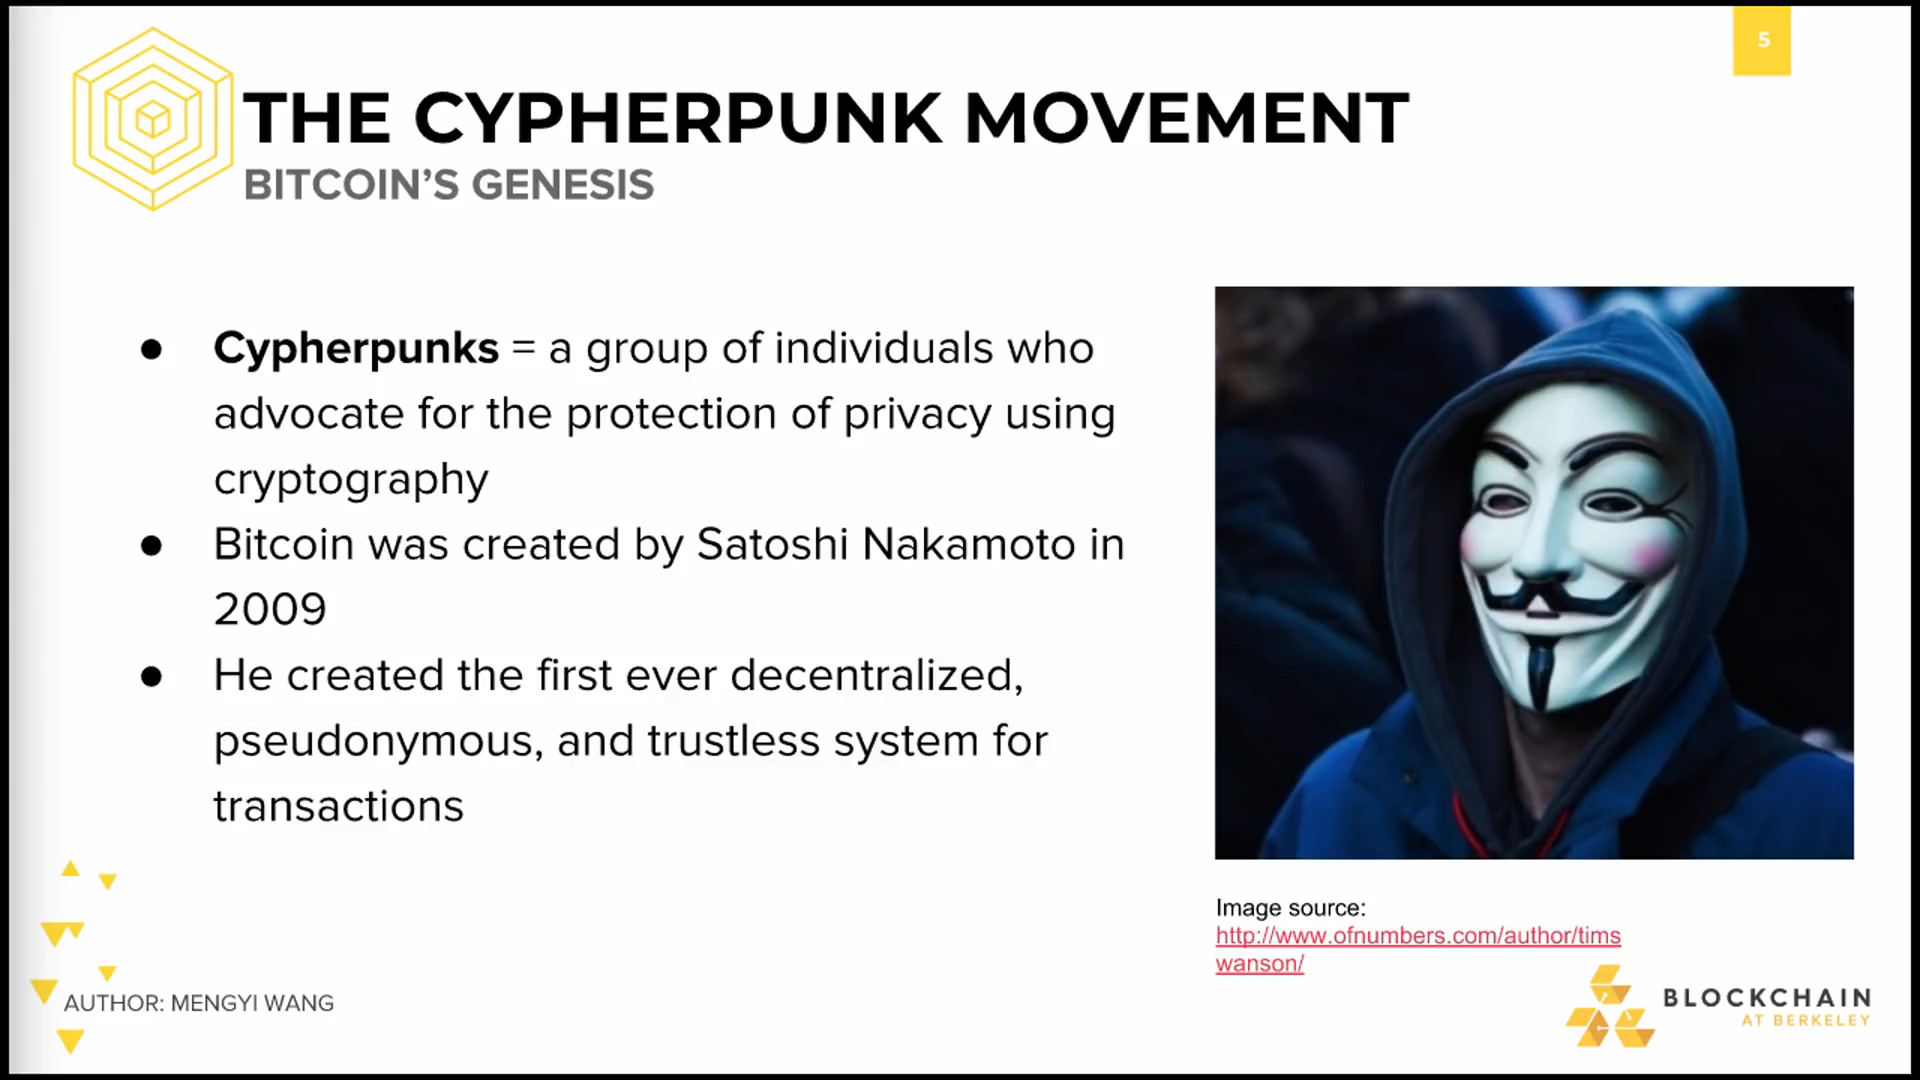 5
THE CYPHERPUNK MOVEMENT
BITCOIN’S GENESIS
● Cypherpunks = a group of individuals who
advocate for the protection of privacy using
cryptography
● Bitcoin was created by Satoshi Nakamoto in
2009
● He created the first ever decentralized,
pseudonymous, and trustless system for
transactions
Image source:
http://www.ofnumbers.com/author/tims
wanson/
AUTHOR: MENGYI WANG
BLOCKCHAIN
AT BERKELEY